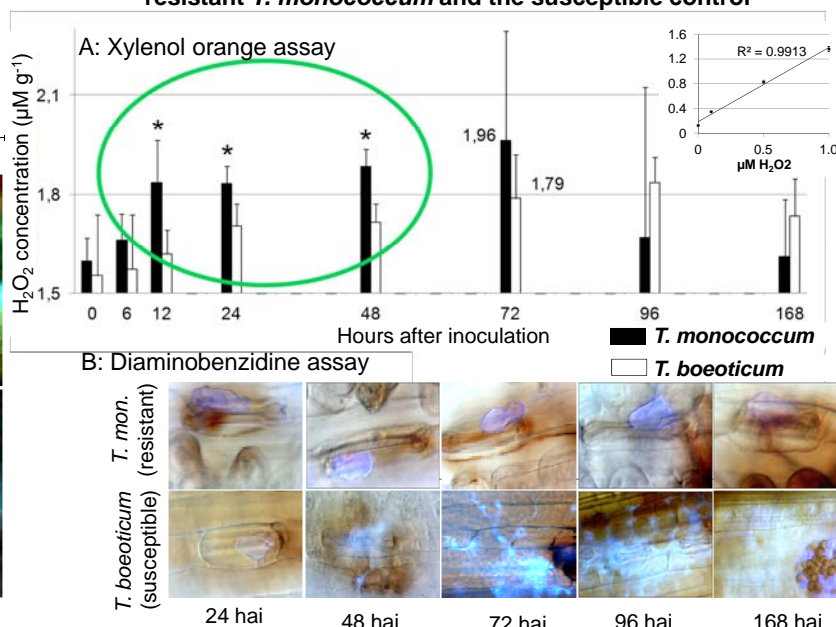 resistant T. monococcum and the susceptible control
A: Xylenol orange assay
H₂O₂ concentration (µM g⁻¹)
2,1
1,8
1,5
*
*
*
1,96
1,79
0 6 12 24 48 72 96 168
Hours after inoculation
1.6
1.2
0.8
0.4
0
R² = 0.9913
0 0.5 1.0
µM H₂O2
T. monococcum
T. boeoticum
B: Diaminobenzidine assay
T. mon.
(resistant)
T. boeoticum
(susceptible)
24 hai 48 hai 72 hai 96 hai 168 hai